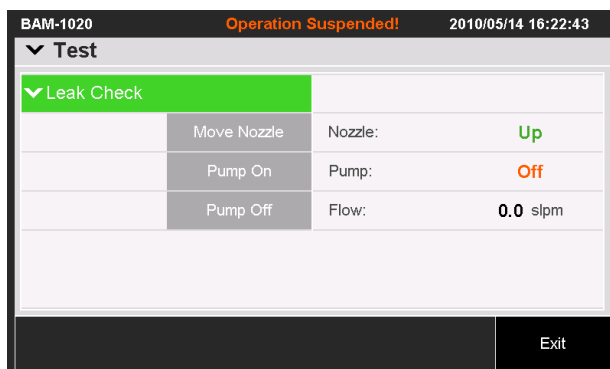 BAM-1020 Operation Suspended! 2010/05/14 16:22:43
Test
Leak Check
Move Nozzle Nozzle: Up
Pump On Pump: Off
Pump Off Flow: 0.0 slpm
Exit